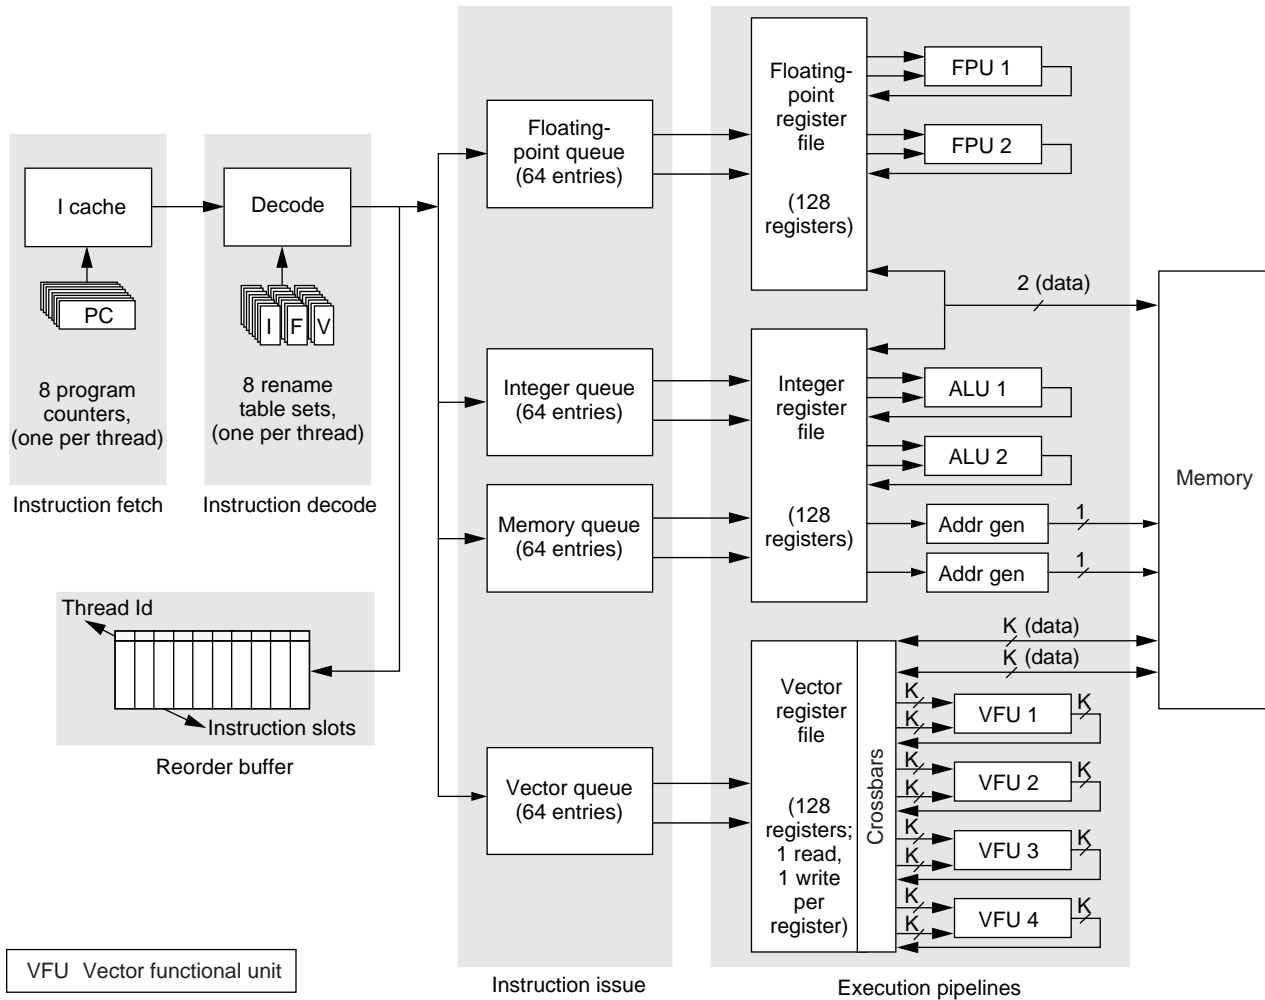 I cache
PC
8 program
counters,
(one per thread)
Instruction fetch
Decode
I F V
8 rename
table sets,
(one per thread)
Instruction decode
Thread Id
Instruction slots
Reorder buffer
Floating-
point queue
(64 entries)
Integer queue
(64 entries)
Memory queue
(64 entries)
Vector queue
(64 entries)
Instruction issue
Floating-
point
register
file
(128
registers)
FPU 1
FPU 2
2 (data)
Integer
register
file
(128
registers)
ALU 1
ALU 2
Addr gen
1
Addr gen
1
Memory
K (data)
K (data)
Vector
register
file
(128
registers;
1 read,
1 write
per
register)
Crossbars
K
K
VFU 1
K
K
K
VFU 2
K
K
K
VFU 3
K
K
K
VFU 4
K
Execution pipelines
VFU Vector functional unit